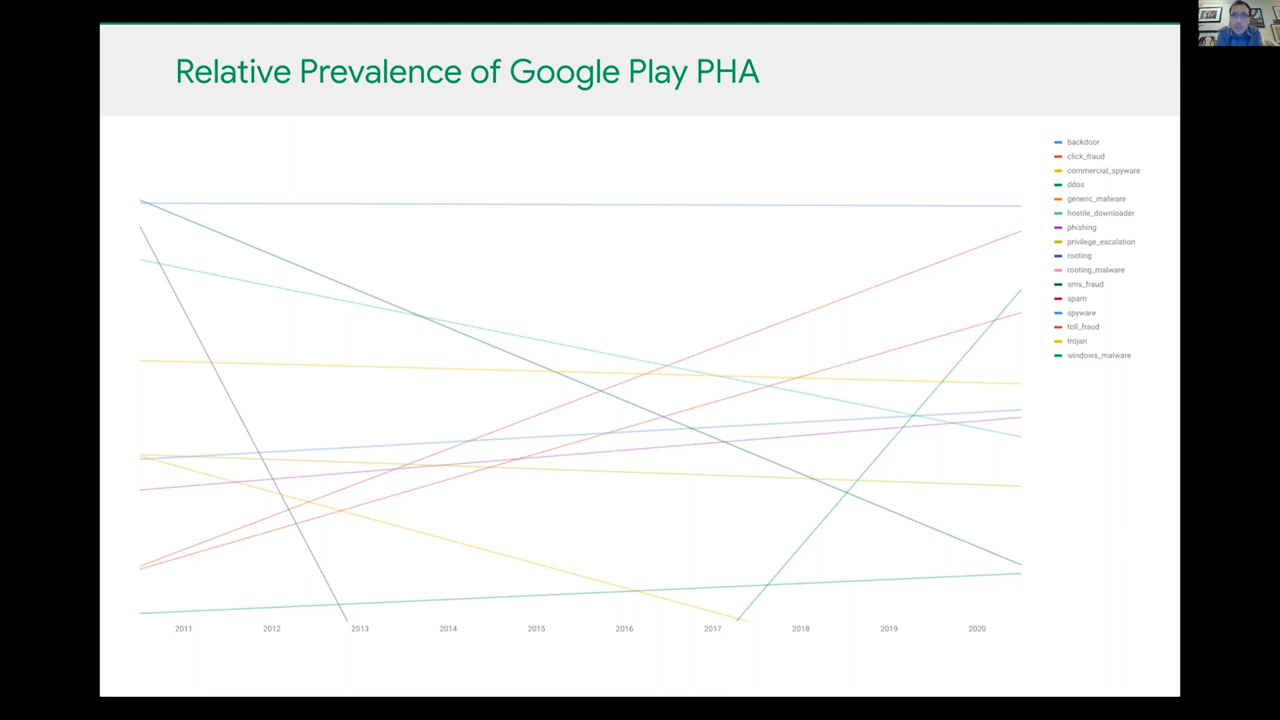 Relative Prevalence of Google Play PHA
backdoor
click_fraud
commercial_spyware
ddos
generic_malware
hostile_downloader
phishing
privilege_escalation
rooting
rooting_malware
sms_fraud
spam
spyware
toll_fraud
trojan
windows_malware
2011 2012 2013 2014 2015 2016 2017 2018 2019 2020